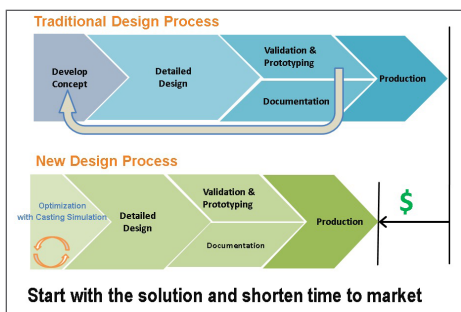 Traditional Design Process
Develop
Concept
Detailed
Design
Validation &
Prototyping
Documentation
Production
New Design Process
Optimization
with Casting Simulation
Detailed
Design
Validation &
Prototyping
Documentation
Production
$
Start with the solution and shorten time to market